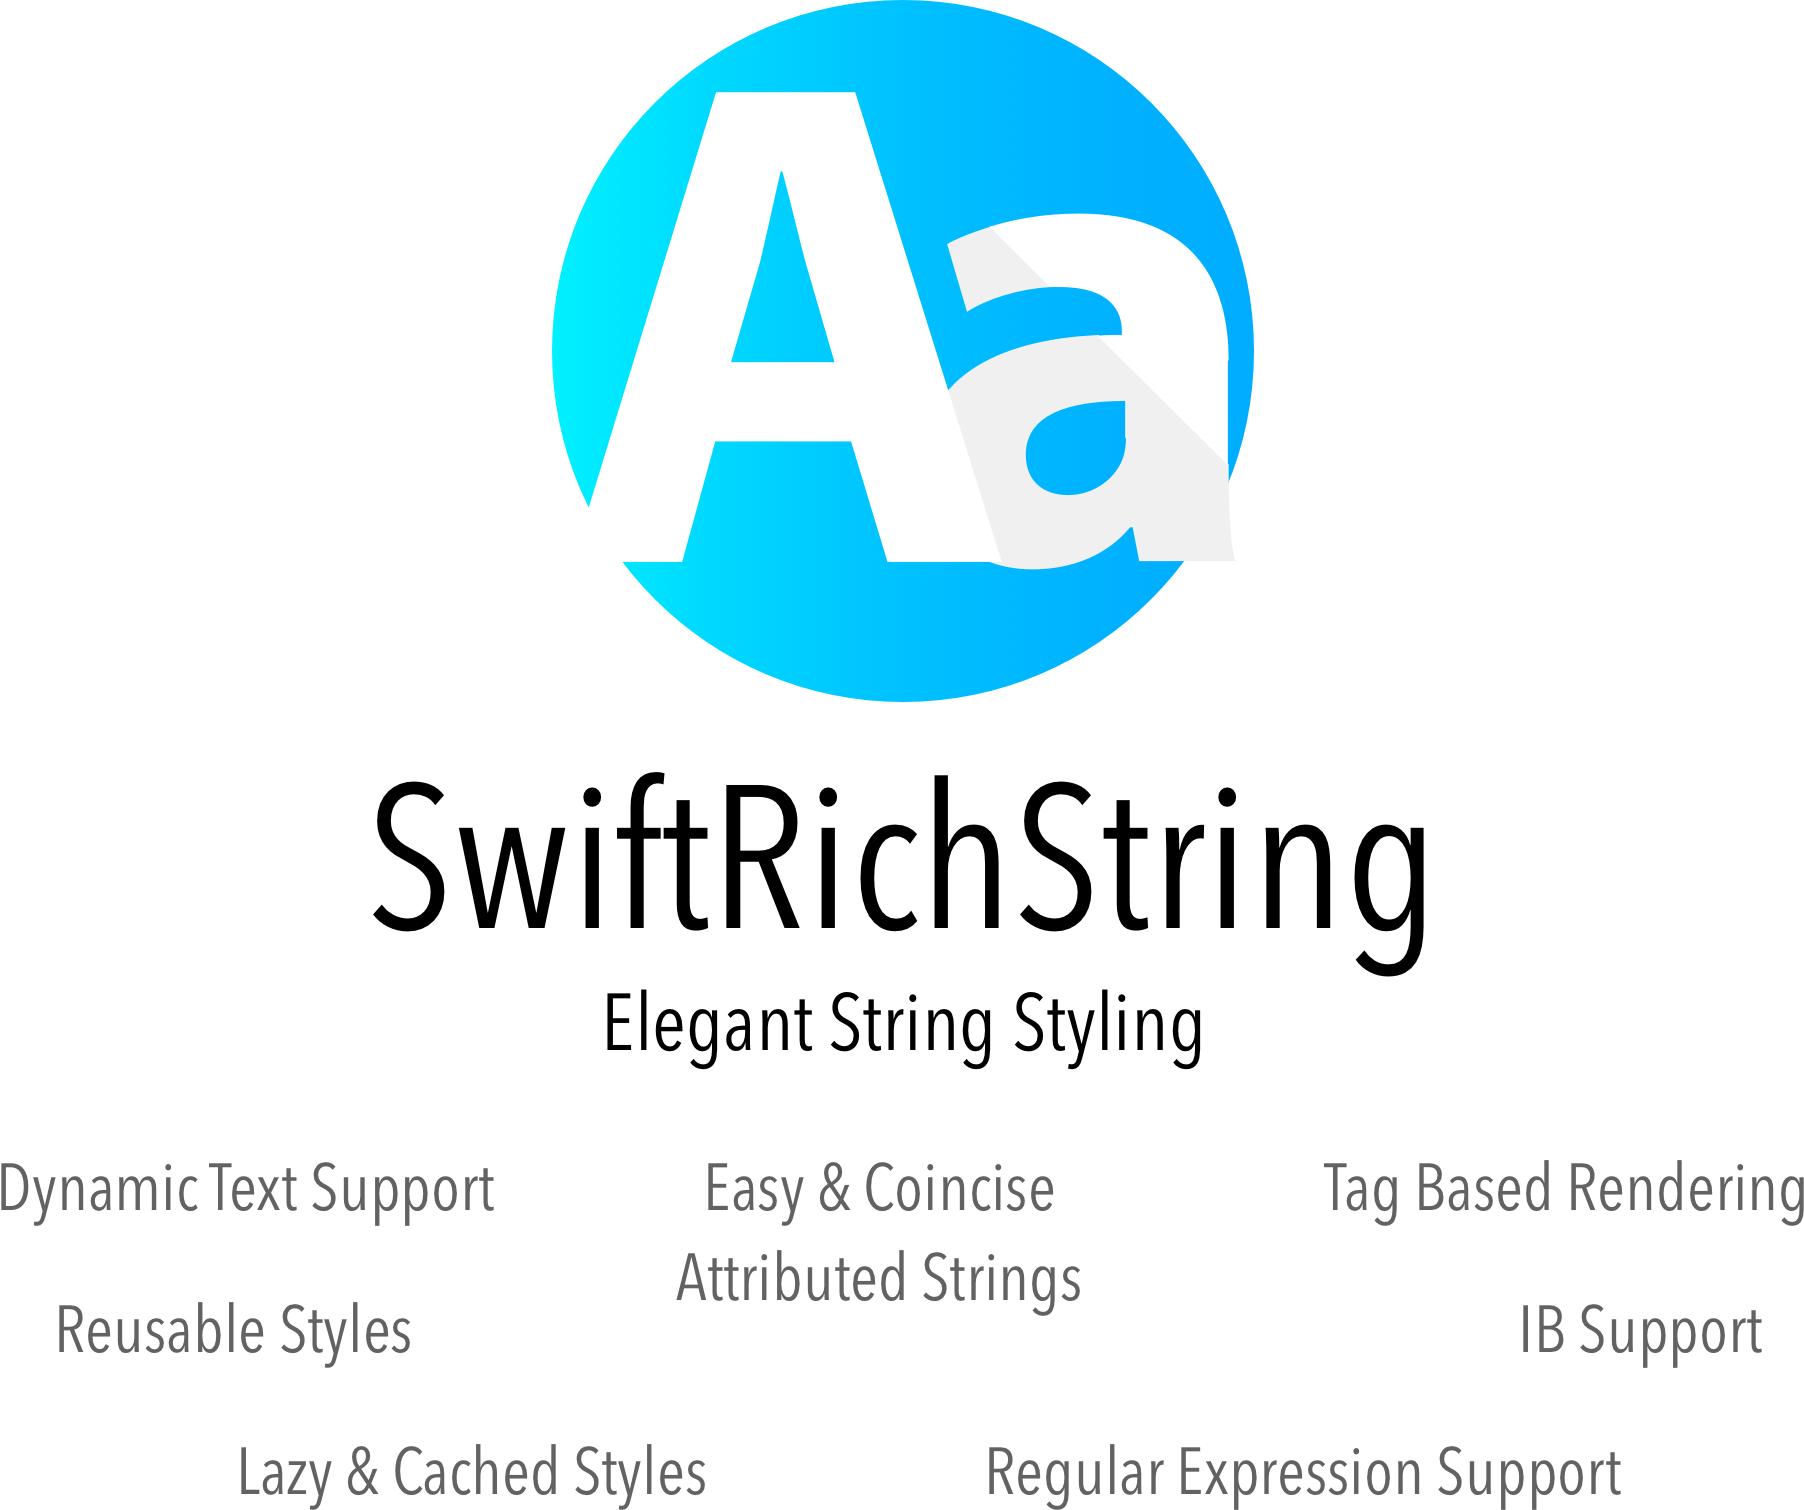 Aa
SwiftRichString
Elegant String Styling
Dynamic Text Support
Easy & Coincise
Attributed Strings
Tag Based Rendering
Reusable Styles
IB Support
Lazy & Cached Styles
Regular Expression Support